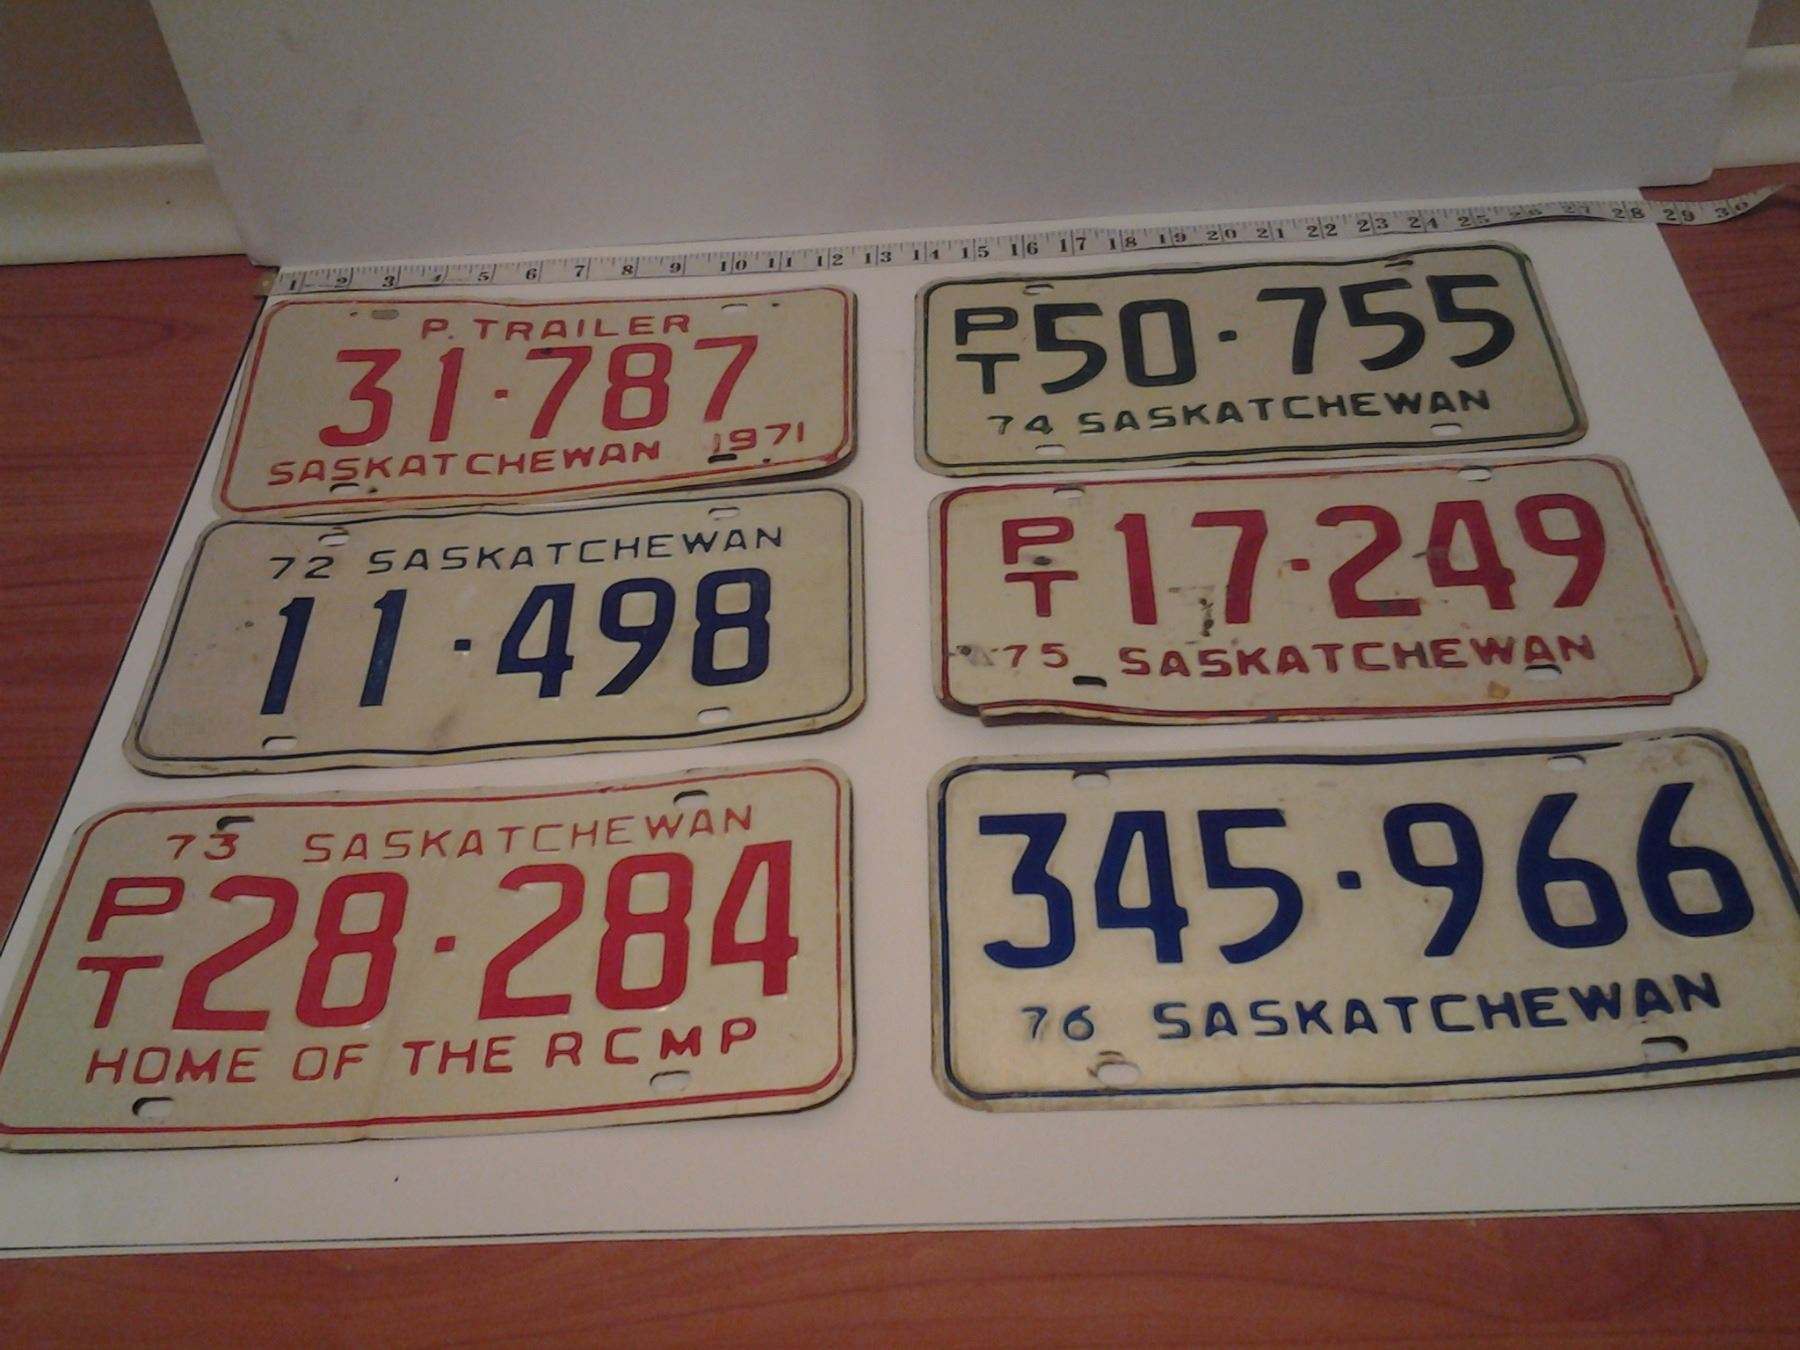 1 2 3 4 5 6 7 8 9 10 11 12 13 14 15 16 17 18 19 20 21 22 23 24 25 26 27 28 29 30
P. TRAILER
31·787
SASKATCHEWAN 1971
72 SASKATCHEWAN
11·498
73 SASKATCHEWAN
PT 28·284
HOME OF THE RCMP
PT 50·755
74 SASKATCHEWAN
PT 17·249
75 SASKATCHEWAN
345·966
76 SASKATCHEWAN